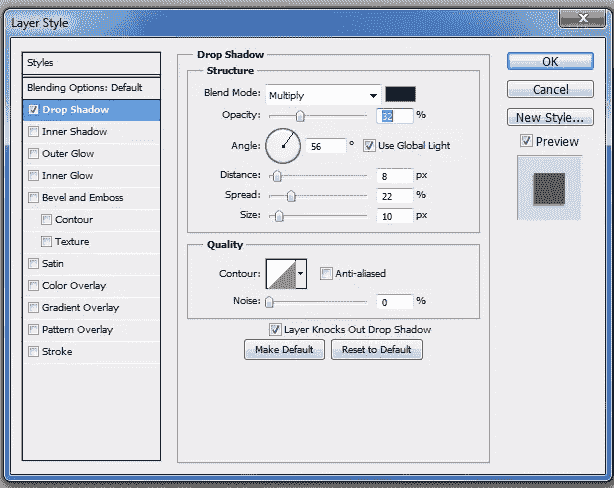 Layer Style
Styles
Blending Options: Default
Drop Shadow
Inner Shadow
Outer Glow
Inner Glow
Bevel and Emboss
Contour
Texture
Satin
Color Overlay
Gradient Overlay
Pattern Overlay
Stroke
Drop Shadow
Structure
Blend Mode: Multiply
Opacity: 32 %
Angle: 56 ° Use Global Light
Distance: 8 px
Spread: 22 %
Size: 10 px
Quality
Contour: Anti-aliased
Noise: 0 %
Layer Knocks Out Drop Shadow
Make Default Reset to Default
OK
Cancel
New Style...
Preview